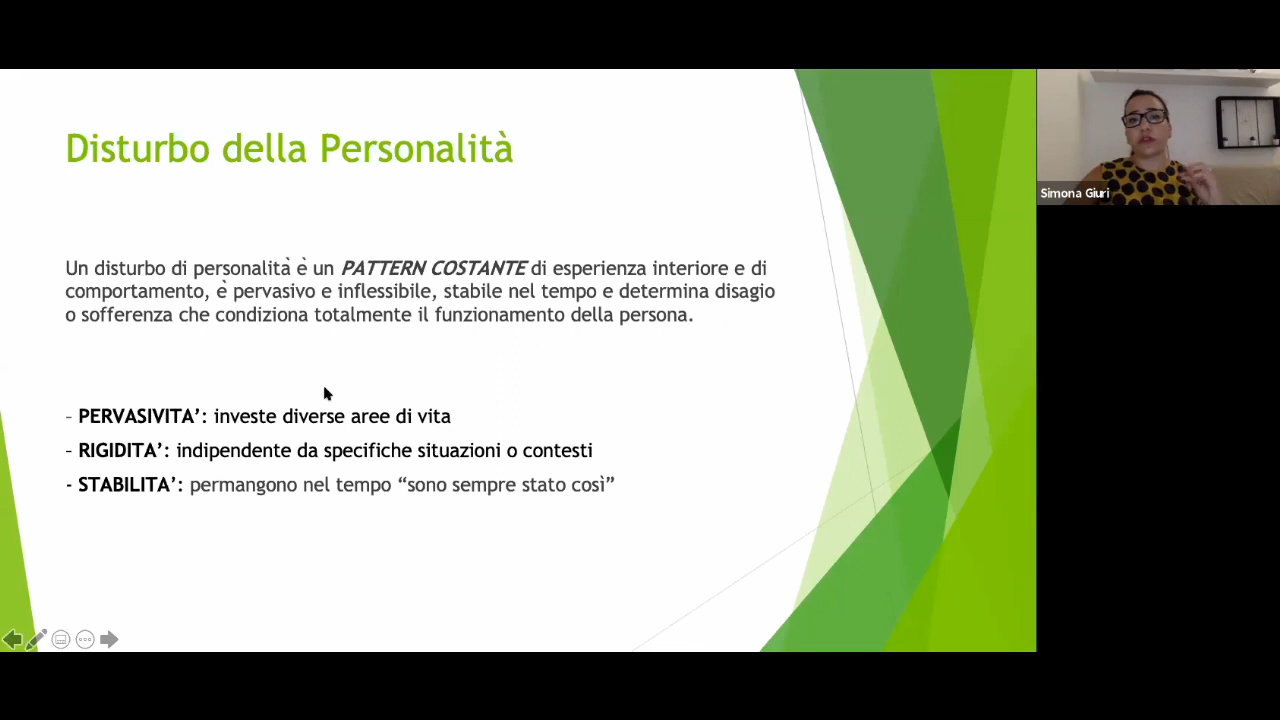 Disturbo della Personalità
Un disturbo di personalità è un PATTERN COSTANTE di esperienza interiore e di
comportamento, è pervasivo e inflessibile, stabile nel tempo e determina disagio
o sofferenza che condiziona totalmente il funzionamento della persona.
- PERVASIVITA’: investe diverse aree di vita
- RIGIDITA’: indipendente da specifiche situazioni o contesti
- STABILITA’: permangono nel tempo “sono sempre stato così”
Simona Giuri